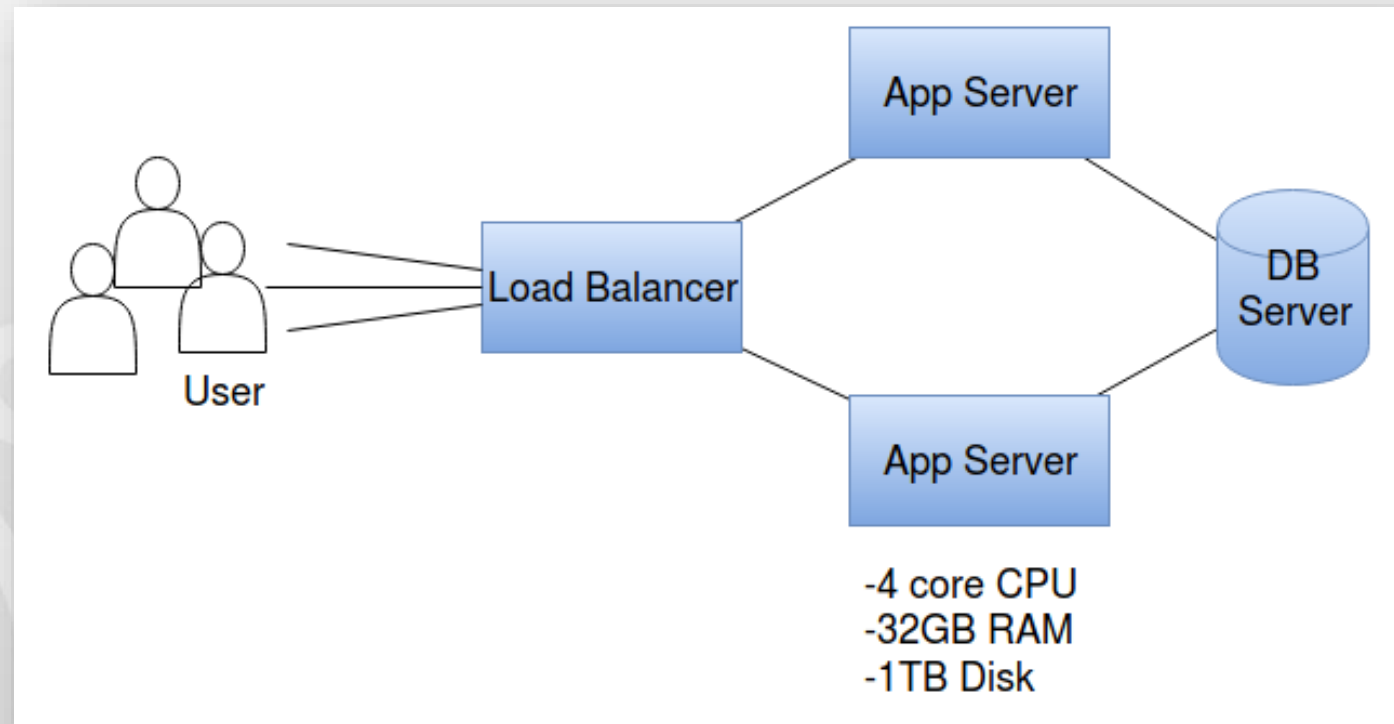 App Server
Load Balancer
DB
Server
User
App Server
-4 core CPU
-32GB RAM
-1TB Disk